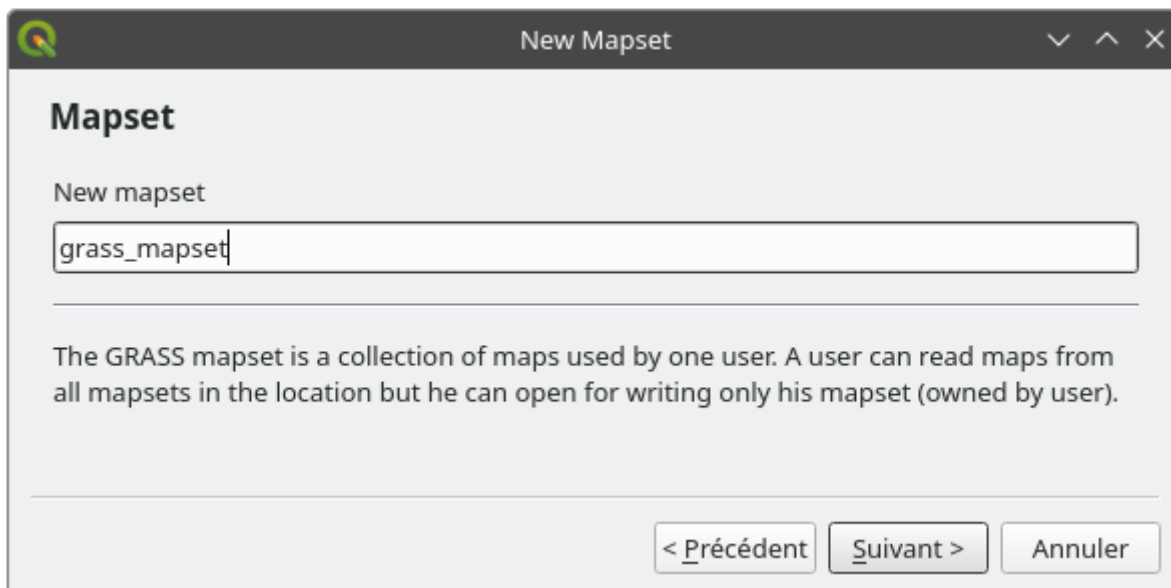 New Mapset
Mapset
New mapset
grass_mapset
The GRASS mapset is a collection of maps used by one user. A user can read maps from
all mapsets in the location but he can open for writing only his mapset (owned by user).
< Précédent Suivant > Annuler